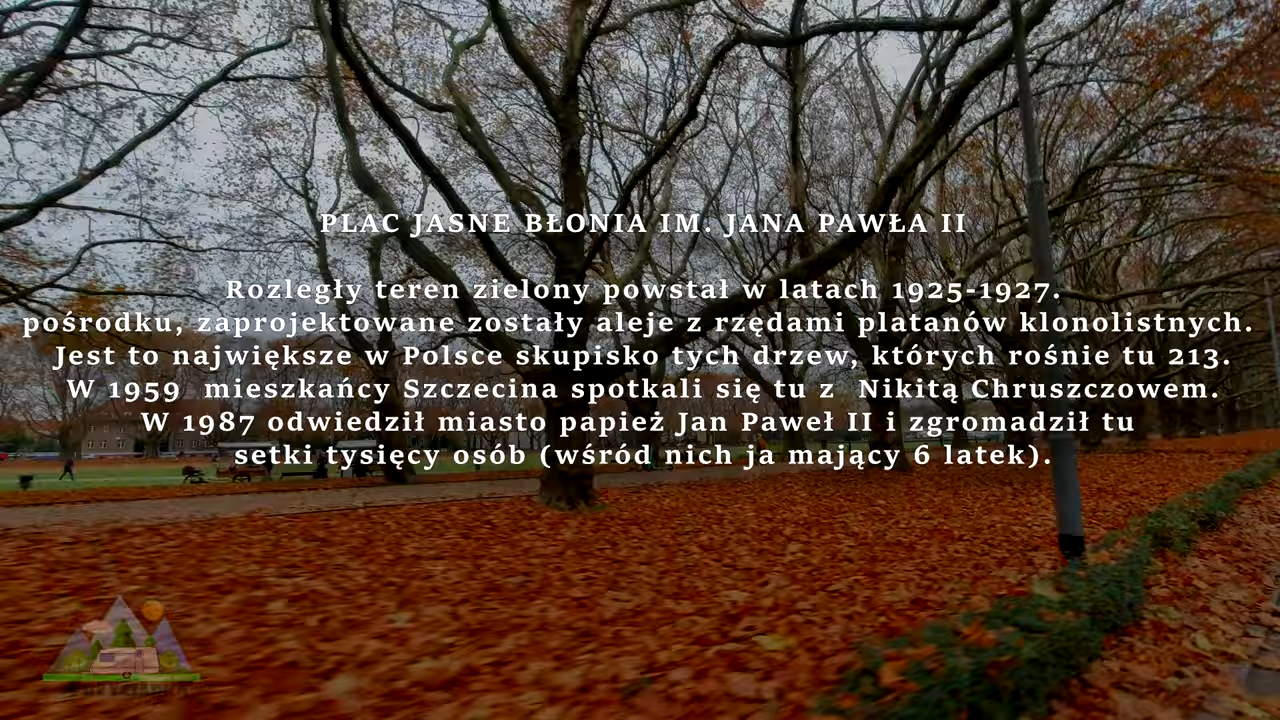 PLAC JASNE BŁONIA IM. JANA PAWŁA II
Rozległy teren zielony powstał w latach 1925-1927.
pośrodku, zaprojektowane zostały aleje z rzędami platanów klonolistnych.
Jest to największe w Polsce skupisko tych drzew, których rośnie tu 213.
W 1959 mieszkańcy Szczecina spotkali się tu z Nikitą Chruszczowem.
W 1987 odwiedził miasto papież Jan Paweł II i zgromadził tu
setki tysięcy osób (wśród nich ja mający 6 latek).